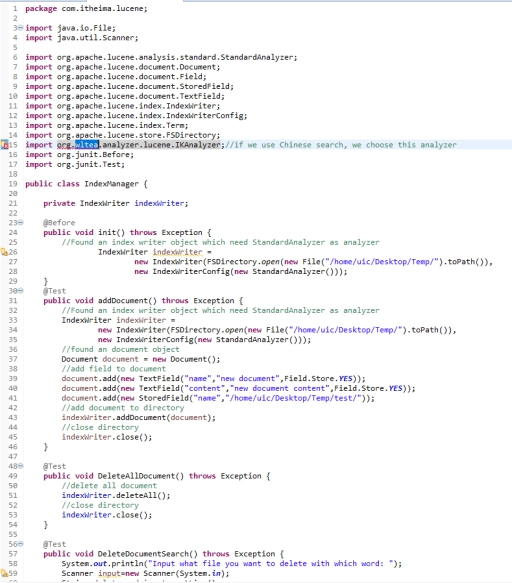 1 package com.itheima.lucene;
2
3 import java.io.File;
4 import java.util.Scanner;
5
6 import org.apache.lucene.analysis.standard.StandardAnalyzer;
7 import org.apache.lucene.document.Document;
8 import org.apache.lucene.document.Field;
9 import org.apache.lucene.document.StoredField;
10 import org.apache.lucene.document.TextField;
11 import org.apache.lucene.index.IndexWriter;
12 import org.apache.lucene.index.IndexWriterConfig;
13 import org.apache.lucene.index.Term;
14 import org.apache.lucene.store.FSDirectory;
15 import org.wltea.analyzer.lucene.IKAnalyzer;//if we use Chinese search, we choose this analyzer
16 import org.junit.Before;
17 import org.junit.Test;
18
19 public class IndexManager {
20
21     private IndexWriter indexWriter;
22
23     @Before
24     public void init() throws Exception {
25         //Found an index writer object which need StandardAnalyzer as analyzer
26                 IndexWriter indexWriter =
27                         new IndexWriter(FSDirectory.open(new File("/home/uic/Desktop/Temp/").toPath()),
28                         new IndexWriterConfig(new StandardAnalyzer()));
29     }
30     @Test
31     public void addDocument() throws Exception {
32         //Found an index writer object which need StandardAnalyzer as analyzer
33         IndexWriter indexWriter =
34                 new IndexWriter(FSDirectory.open(new File("/home/uic/Desktop/Temp/").toPath()),
35                 new IndexWriterConfig(new StandardAnalyzer()));
36         //found an document object
37         Document document = new Document();
38         //add field to document
39         document.add(new TextField("name","new document",Field.Store.YES));
40         document.add(new TextField("content","new document content",Field.Store.YES));
41         document.add(new StoredField("name","/home/uic/Desktop/Temp/test/"));
42         //add document to directory
43         indexWriter.addDocument(document);
44         //close directory
45         indexWriter.close();
46     }
47
48     @Test
49     public void DeleteAllDocument() throws Exception {
50         //delete all document
51         indexWriter.deleteAll();
52         //close directory
53         indexWriter.close();
54     }
55
56     @Test
57     public void DeleteDocumentSearch() throws Exception {
58         System.out.println("Input what file you want to delete with which word: ");
59         Scanner input=new Scanner(System.in);